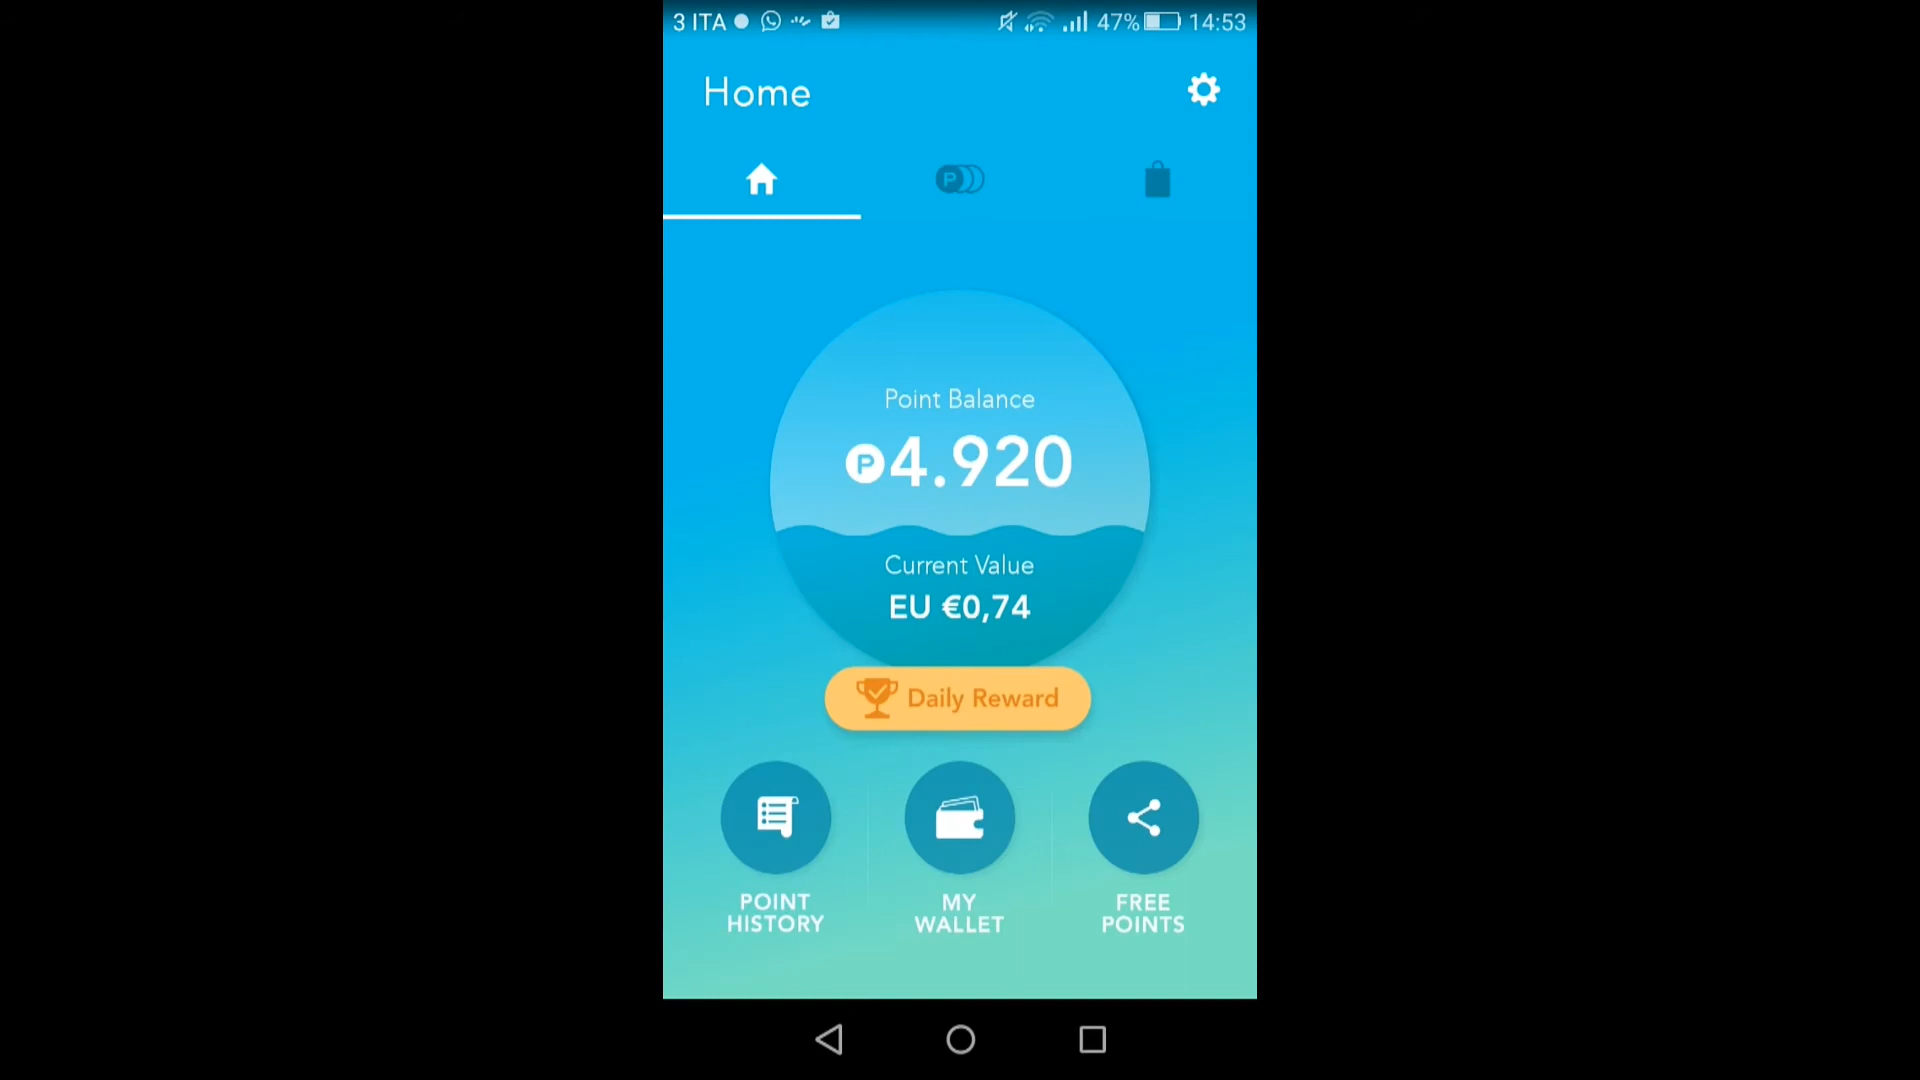 3 ITA 47% 14:53
Home
P
Point Balance
P 4.920
Current Value
EU €0,74
Daily Reward
POINT
HISTORY
MY
WALLET
FREE
POINTS